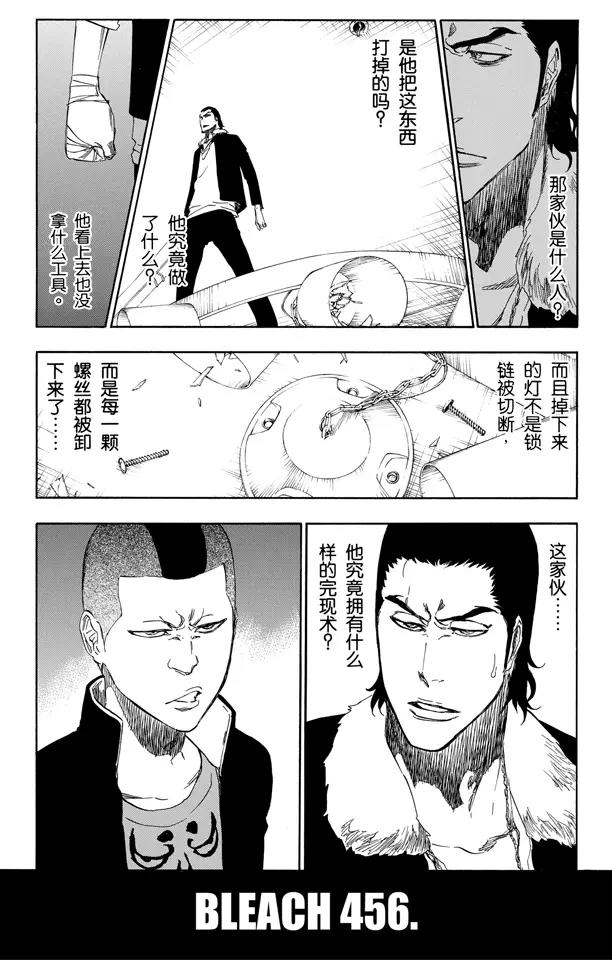 那家伙是什么人?
是他把这东西
打掉的吗?
他究竟做
了什么?
他看上去也没
拿什么工具。
而且掉下来
的灯不是锁
链被切断，
而是每一颗
螺丝都被卸
下来了……
这家伙……
他究竟拥有什么
样的完现术?
BLEACH 456.